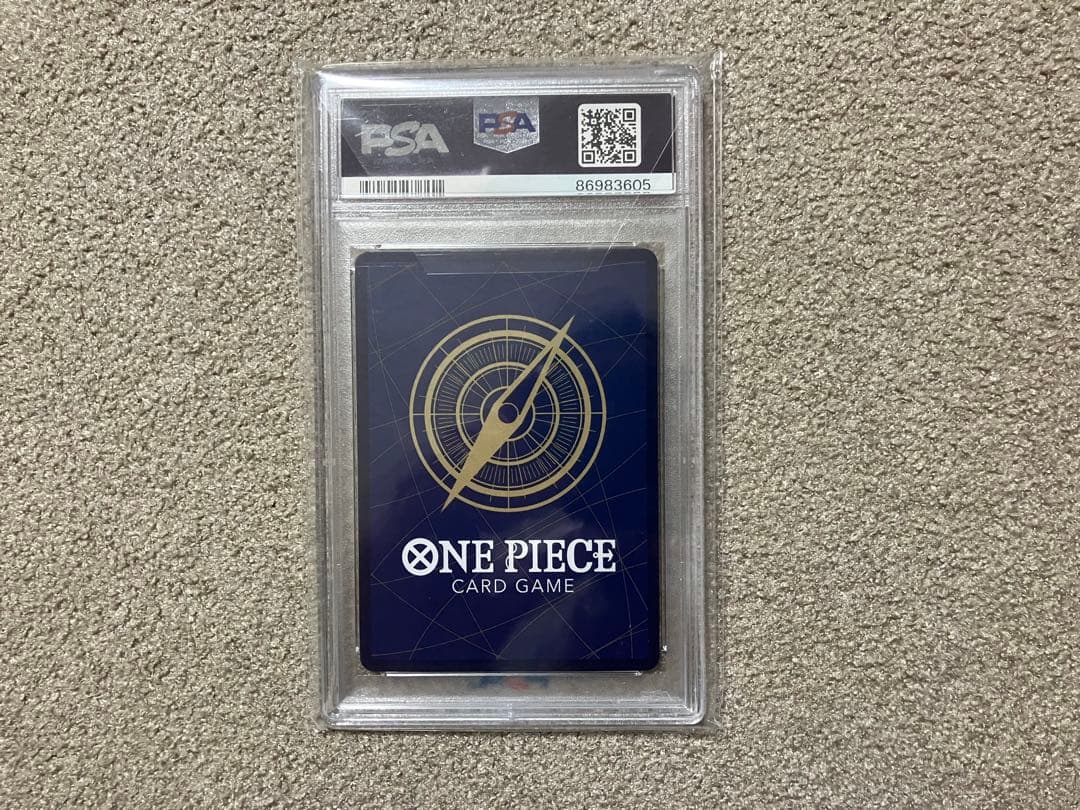 PSA
PSA
86983605
ONE PIECE
CARD GAME